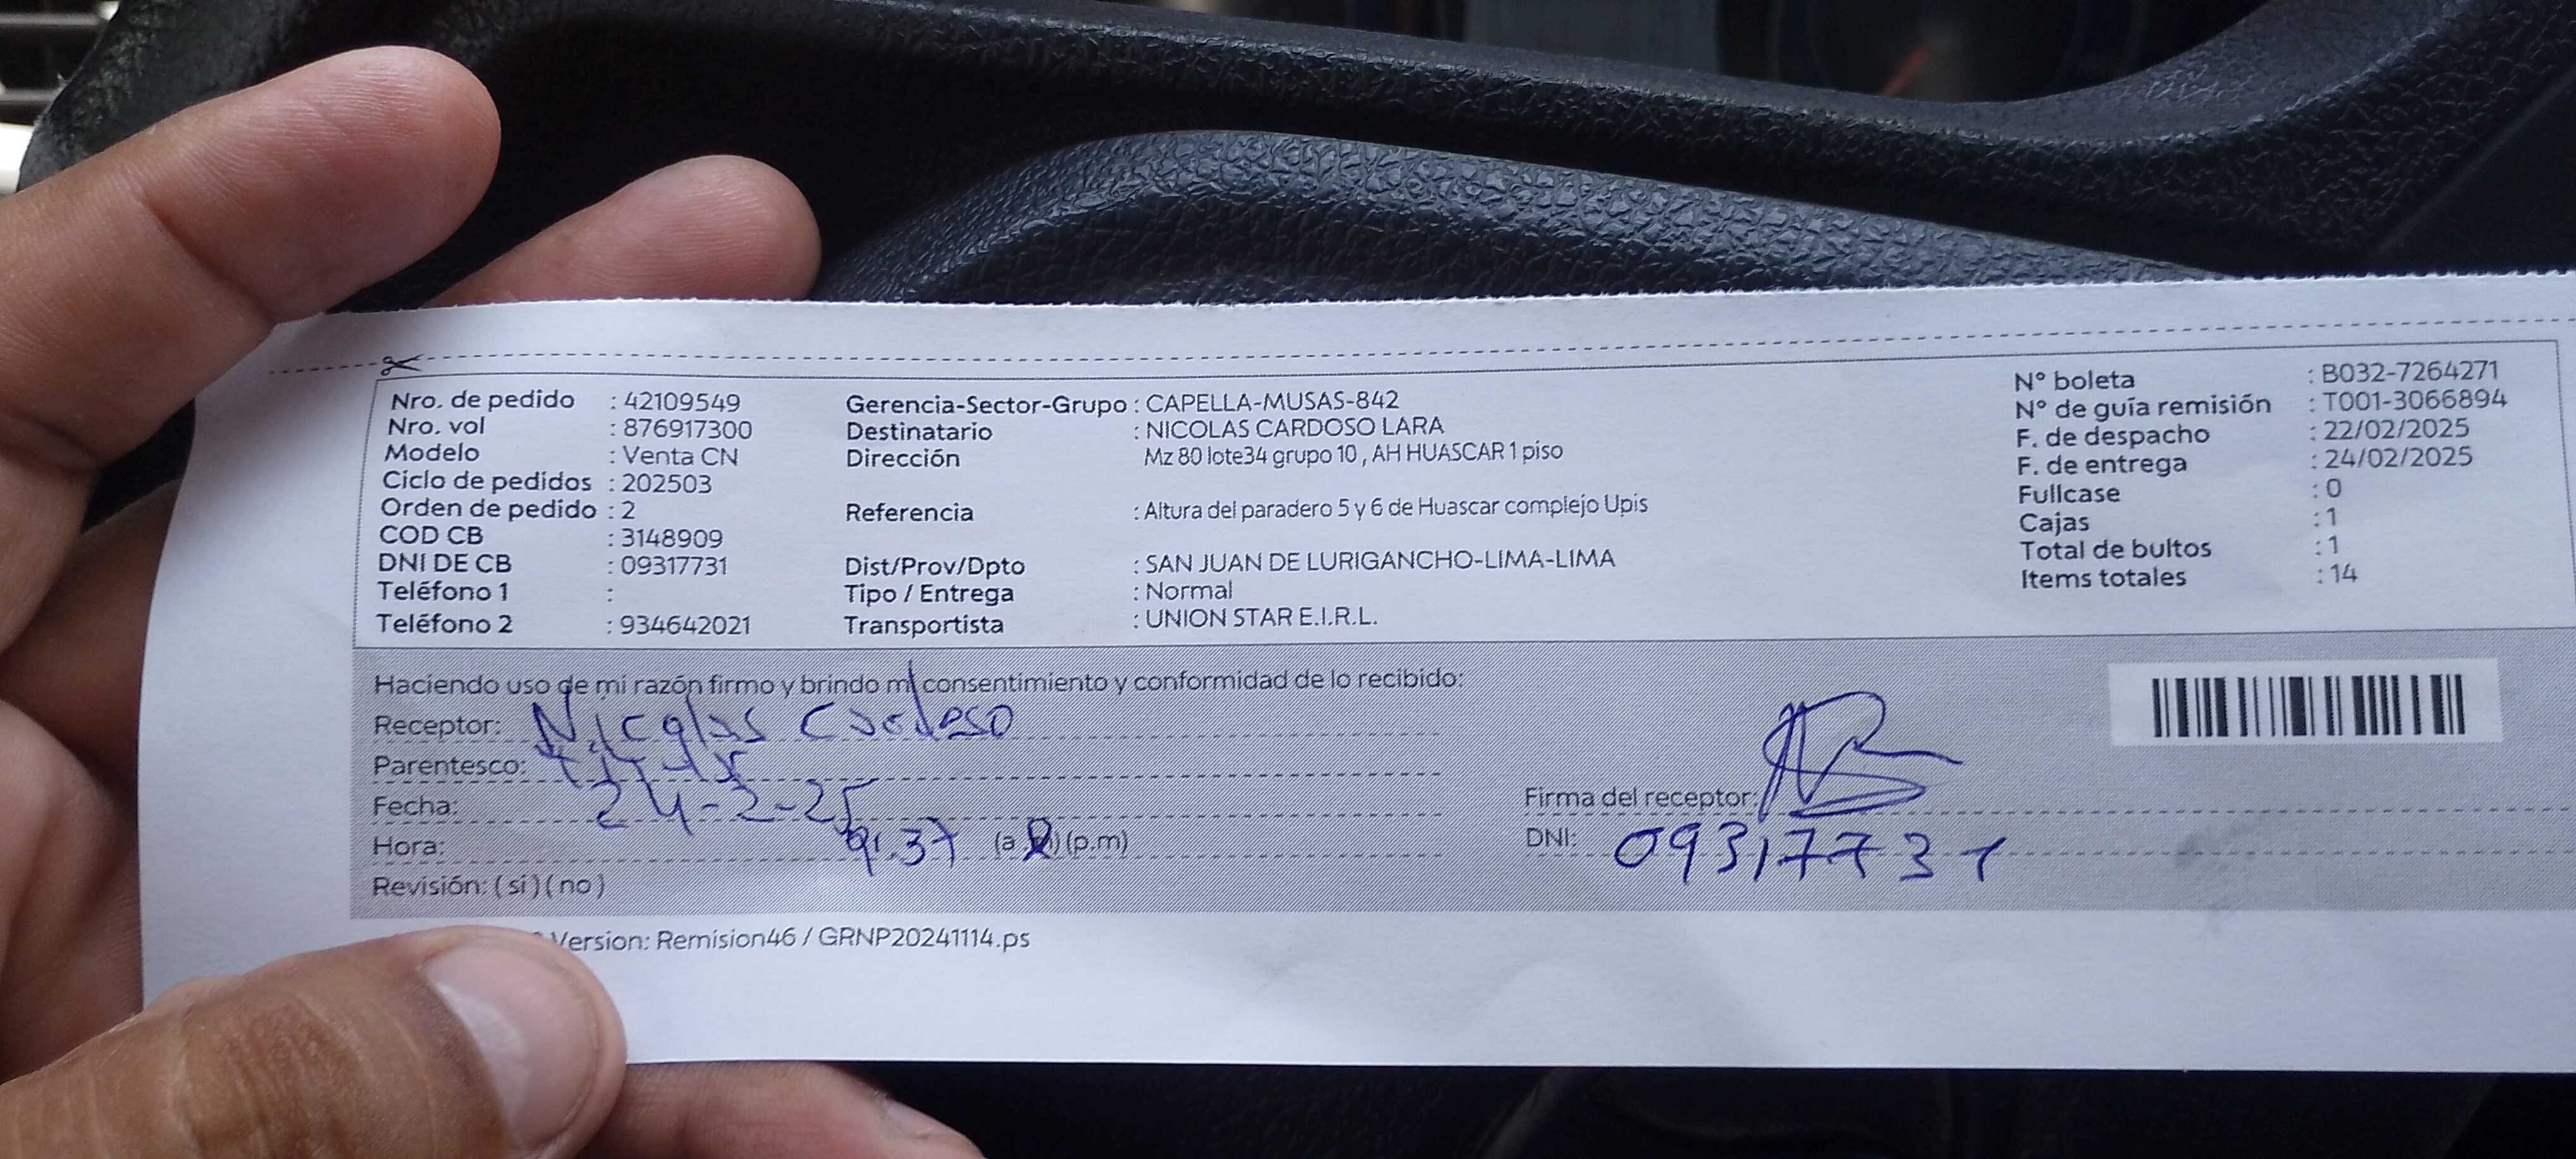 Nro. de pedido : 42109549
Nro. vol : 876917300
Modelo : Venta CN
Ciclo de pedidos : 202503
Orden de pedido : 2
COD CB : 3148909
DNI DE CB : 09317731
Teléfono 1 :
Teléfono 2 : 934642021
Gerencia-Sector-Grupo : CAPELLA-MUSAS-842
Destinatario : NICOLAS CARDOSO LARA
Dirección Mz 80 lote34 grupo 10 , AH HUASCAR 1 piso
Referencia : Altura del paradero 5 y 6 de Huascar complejo Upis
Dist/Prov/Dpto : SAN JUAN DE LURIGANCHO-LIMA-LIMA
Tipo / Entrega : Normal
Transportista : UNION STAR E.I.R.L.
N° boleta : B032-7264271
N° de guía remisión : T001-3066894
F. de despacho : 22/02/2025
F. de entrega : 24/02/2025
Fullcase : 0
Cajas : 1
Total de bultos : 1
Items totales : 14
Haciendo uso de mi razón firmo y brindo mi consentimiento y conformidad de lo recibido:
Receptor: Nicolas Cardoso
Parentesco:
Fecha: 24-2-25
Hora: 9:37 (a.m) (p.m)
Revisión: (si) (no)
Firma del receptor:
DNI: 09317731
Version: Remision46 / GRNP20241114.ps